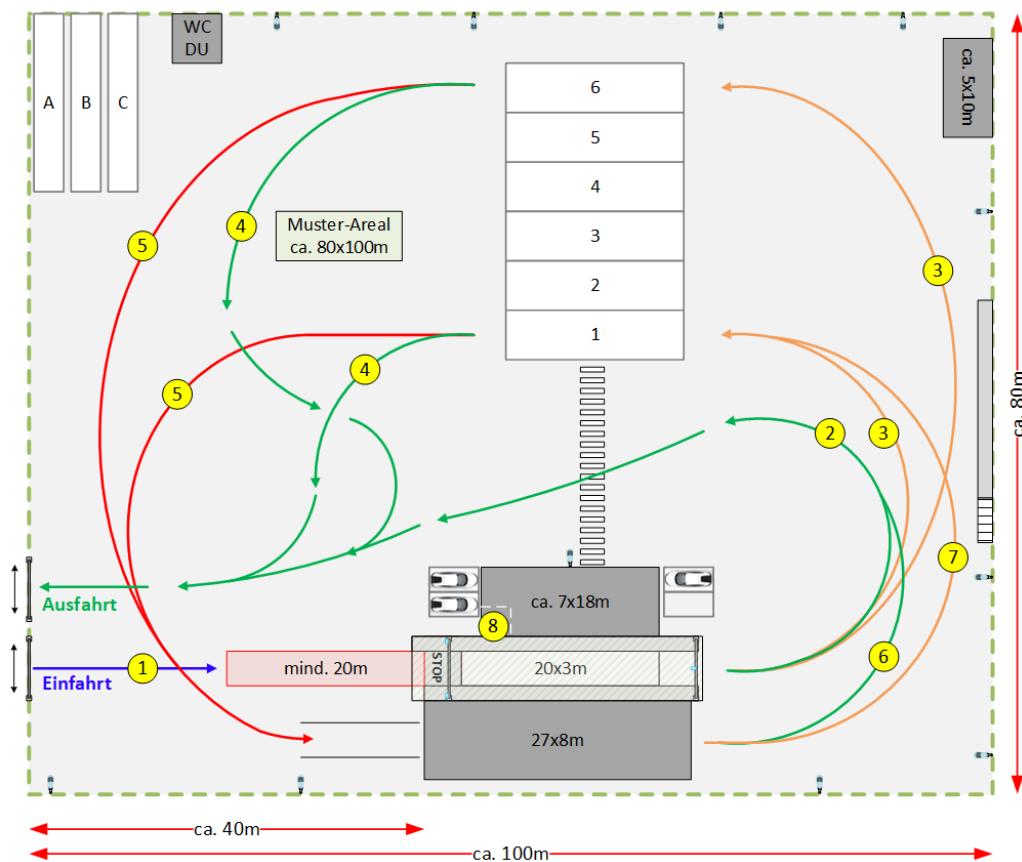 WC
DU
A
B
C
6
5
4
3
2
1
ca. 5x10m
4
5
Muster-Areal
ca. 80x100m
3
4
5
2
3
7
ca. 80m
ca. 7x18m
8
Ausfahrt
6
1
Einfahrt
mind. 20m
STOP
20x3m
27x8m
ca. 40m
ca. 100m